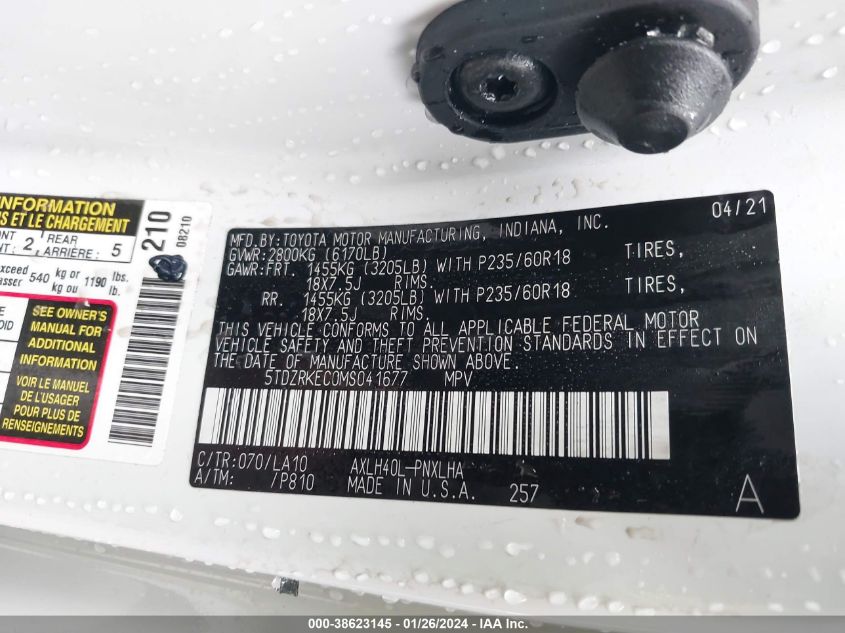 INFORMATION
S ET LE CHARGEMENT
2 REAR
ARRIÈRE: 5
540 kg or 1190 lbs.
kg ou lb.
SEE OWNER'S
MANUAL FOR
ADDITIONAL
INFORMATION
VOIR LE MANUEL
DE L'USAGER
POUR PLUS DE
RENSEIGNEMENTS
210
08210
04/21
MFD.BY:TOYOTA MOTOR MANUFACTURING, INDIANA, INC.
GVWR:2800KG (6170LB)
GAWR:FRT. 1455KG (3205LB) WITH P235/60R18 TIRES,
18X7.5J RIMS.
RR. 1455KG (3205LB) WITH P235/60R18 TIRES,
18X7.5J RIMS.
THIS VEHICLE CONFORMS TO ALL APPLICABLE FEDERAL MOTOR
VEHICLE SAFETY AND THEFT PREVENTION STANDARDS IN EFFECT ON
THE DATE OF MANUFACTURE SHOWN ABOVE.
5TDZRKEC0MS041677 MPV
C/TR:070/LA10 AXLH40L-PNXLHA
A/TM: /P810 MADE IN U.S.A. 257 A
000-38623145 - 01/26/2024 - IAA Inc.